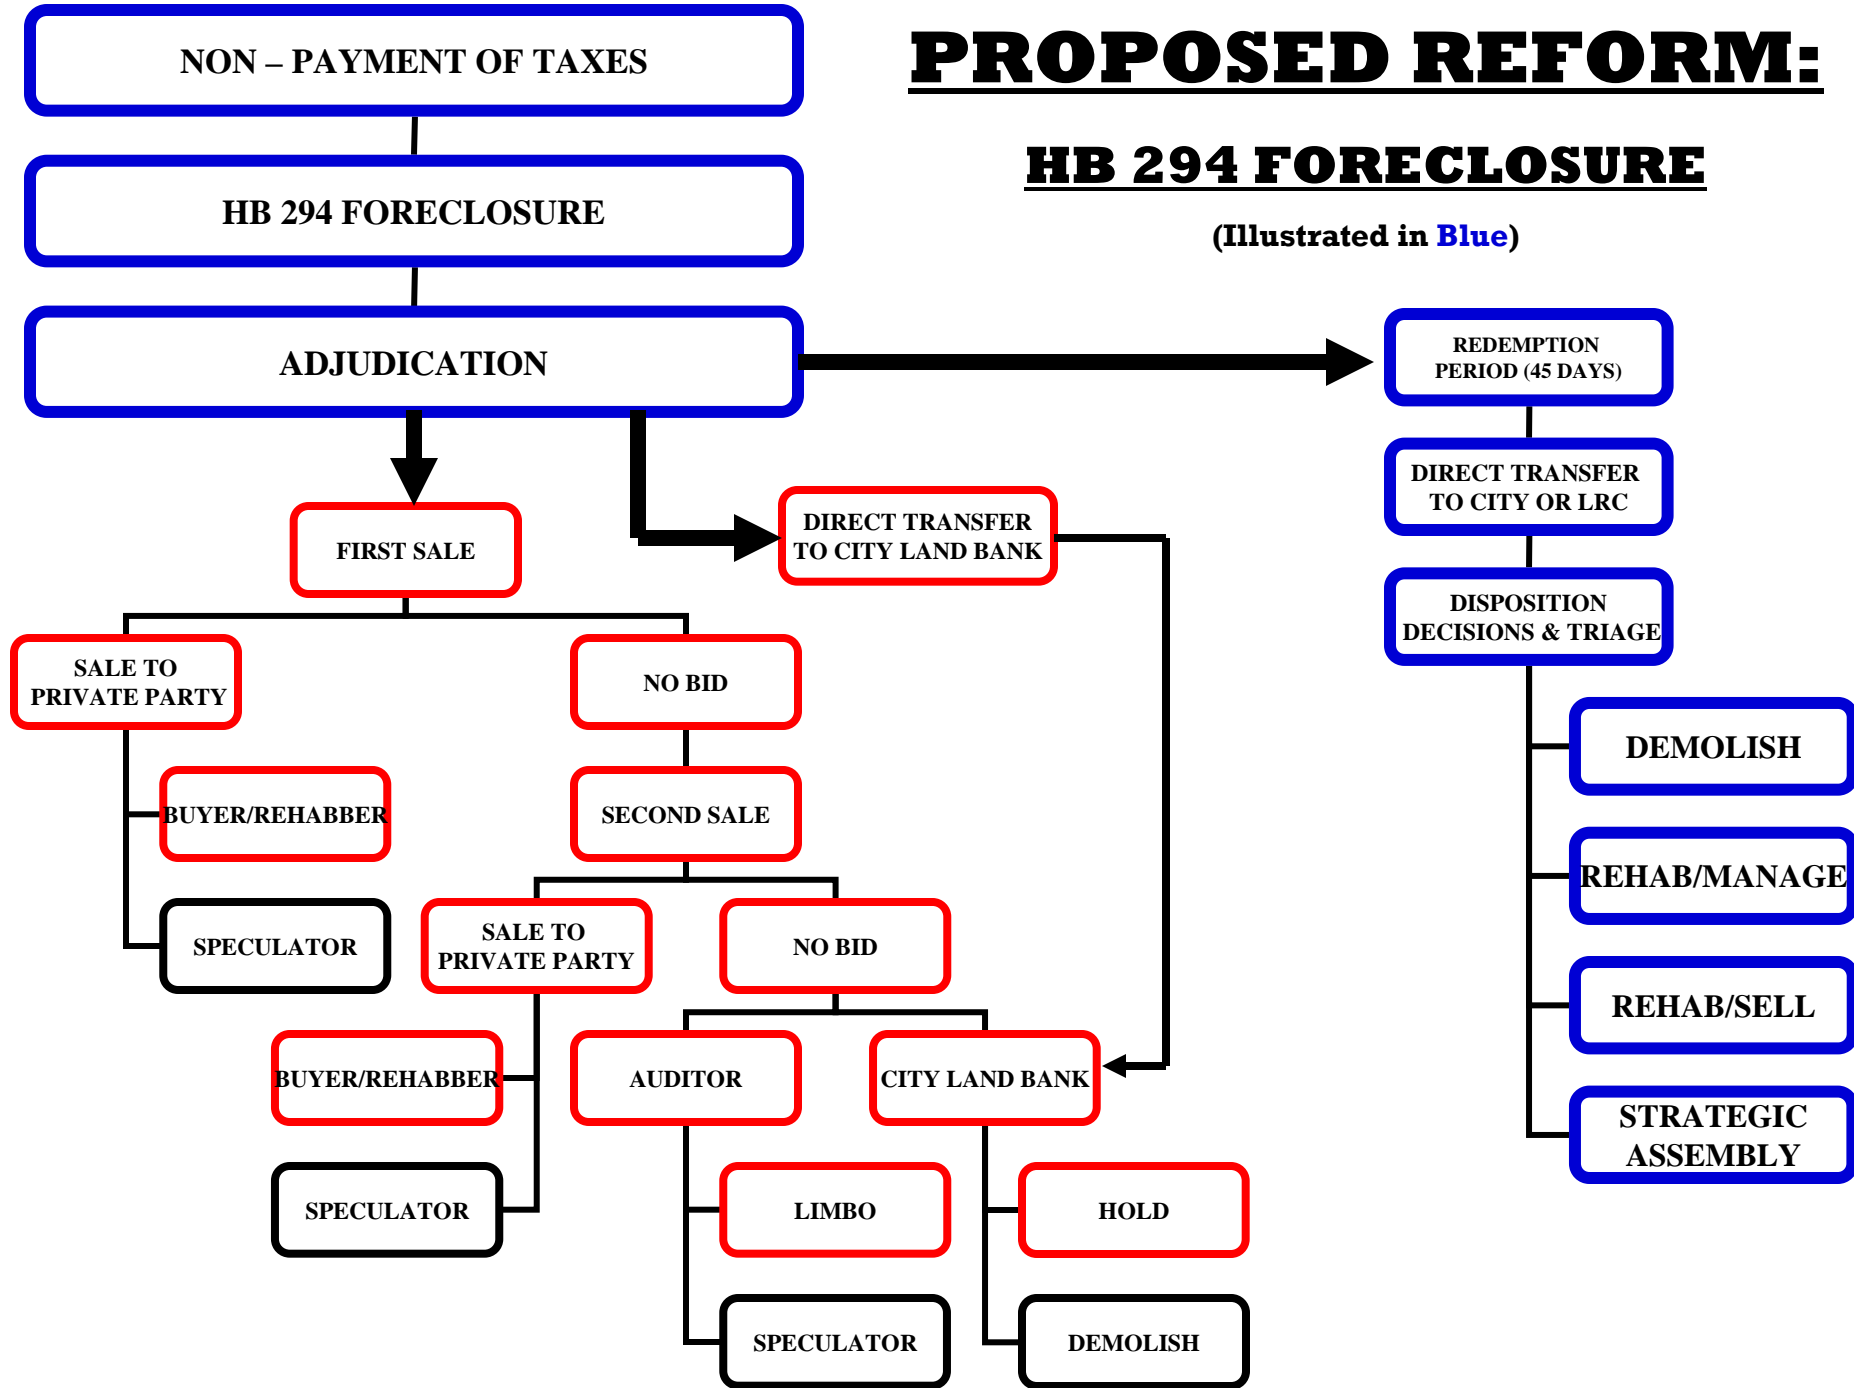 PROPOSED REFORM:
HB 294 FORECLOSURE
(Illustrated in Blue)
NON – PAYMENT OF TAXES
HB 294 FORECLOSURE
ADJUDICATION
REDEMPTION
PERIOD (45 DAYS)
DIRECT TRANSFER
TO CITY OR LRC
DISPOSITION
DECISIONS & TRIAGE
DEMOLISH
REHAB/MANAGE
REHAB/SELL
STRATEGIC
ASSEMBLY
FIRST SALE
DIRECT TRANSFER
TO CITY LAND BANK
SALE TO
PRIVATE PARTY
NO BID
BUYER/REHABBER
SECOND SALE
SPECULATOR
SALE TO
PRIVATE PARTY
NO BID
BUYER/REHABBER
AUDITOR
CITY LAND BANK
SPECULATOR
LIMBO
HOLD
SPECULATOR
DEMOLISH